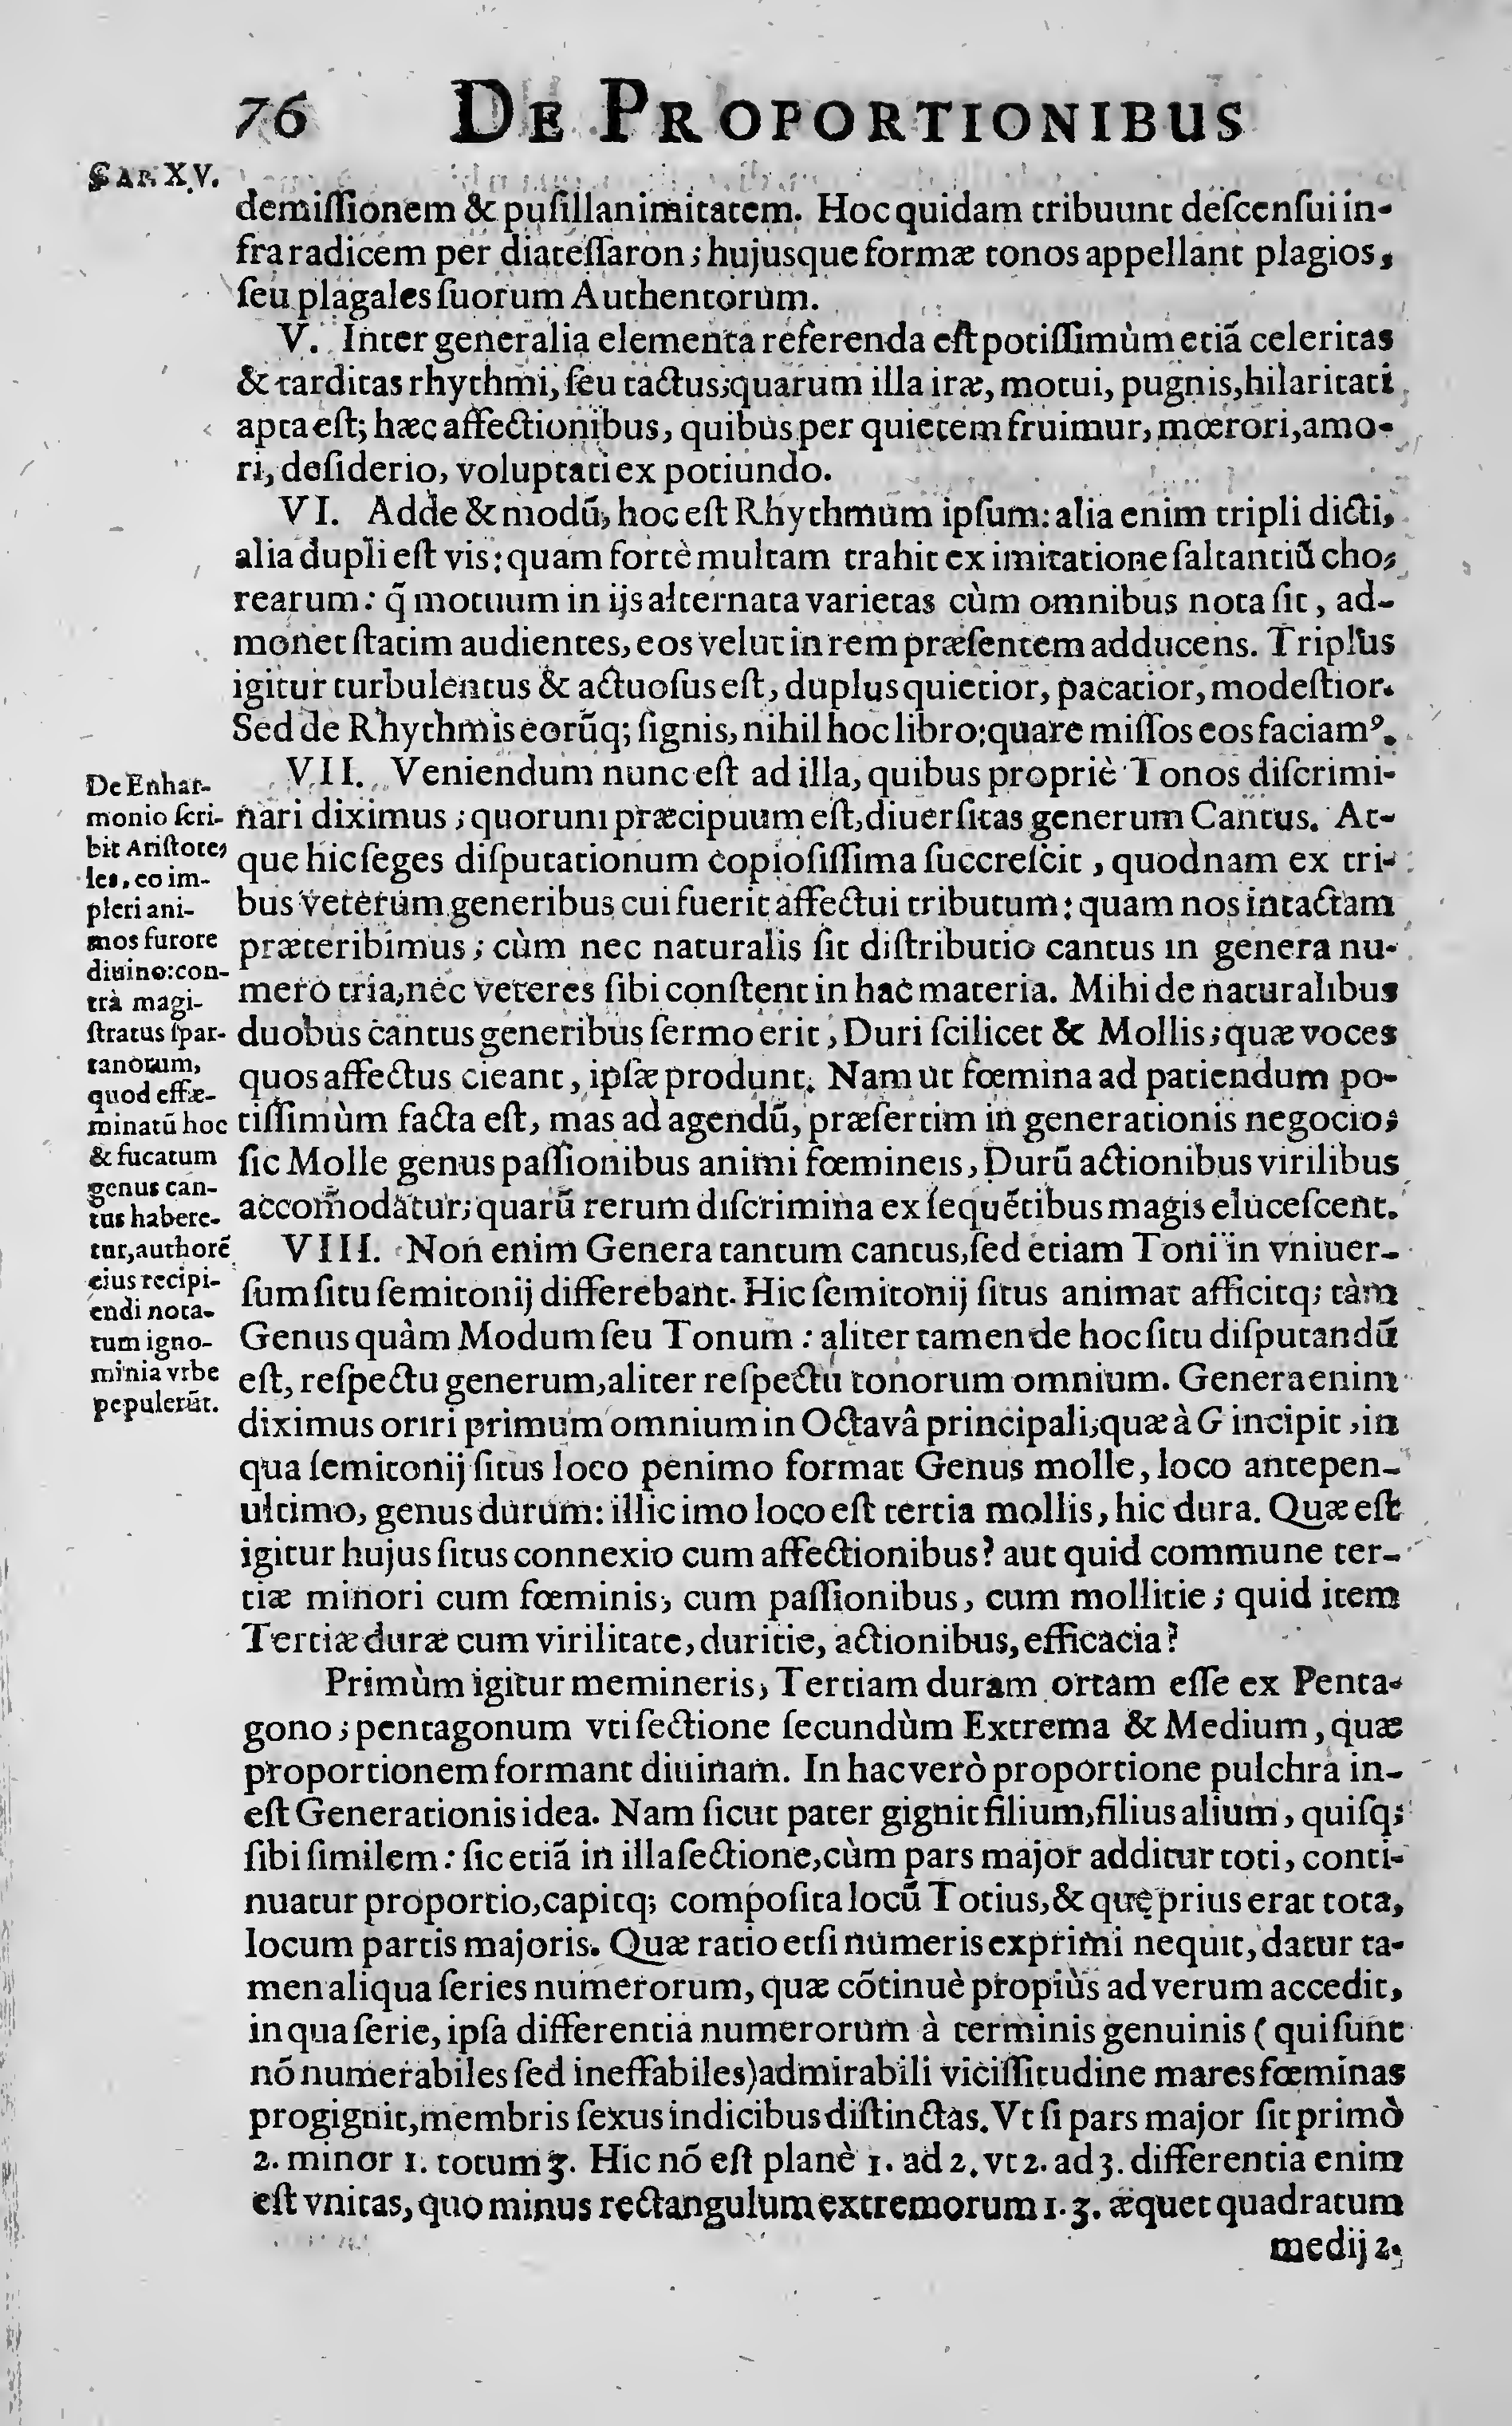 76 DE PROPORTIONIBUS
CAP. XV.
demiſſionem & puſillanimitatem. Hoc quidam tribuunt deſcenſui in-
fra radicem per diateſſaron; hujusque formæ tonos appellant plagios,
ſeu plagales ſuorum Authentorum.
V. Inter generalia elementa referenda eſt potiſſimùm etiã celeritas
& tarditas rhythmi, ſeu tactus; quarum illa iræ, motui, pugnis, hilaritati
apta eſt; hæc affectionibus, quibus per quietem fruimur, mœrori, amo-
ri, deſiderio, voluptati ex potiundo.
VI. Adde & modũ, hoc eſt Rhythmum ipſum: alia enim tripli dicti,
alia dupli eſt vis: quam fortè multam trahit ex imitatione ſaltantiũ cho-
rearum: q̃ motuum in ijs alternata varietas cùm omnibus nota ſit, ad-
monet ſtatim audientes, eos velut in rem præſentem adducens. Triplus
igitur turbulentus & actuoſus eſt, duplus quietior, pacatior, modeſtior.
Sed de Rhythmis eorũq; ſignis, nihil hoc libro: quare miſſos eos faciamꝰ.
VII. Veniendum nunc eſt ad illa, quibus propriè Tonos diſcrimi-
nari diximus; quorum præcipuum eſt, diuerſitas generum Cantus. At-
que hic ſeges diſputationum copioſiſſima ſuccreſcit, quodnam ex tri-
bus veterum generibus cui fuerit affectui tributum: quam nos intactam
præteribimus; cùm nec naturalis ſit diſtributio cantus in genera nu-
mero tria, nec veteres ſibi conſtent in hac materia. Mihi de naturalibus
duobus cantus generibus ſermo erit, Duri ſcilicet & Mollis; quæ voces
quos affectus cieant, ipſæ produnt. Nam ut fœmina ad patiendum po-
tiſſimùm facta eſt, mas ad agendũ, præſertim in generationis negocio;
ſic Molle genus paſſionibus animi fœmineis, Durũ actionibus virilibus
accom̃odatur; quarũ rerum diſcrimina ex ſequẽtibus magis eluceſcent.
De Enhar-
monio ſcri-
bit Ariſtote,
les, eo im-
pleri ani-
mos furore
diuino: con-
trà magi-
ſtratus ſpar-
tanorum,
quod effæ-
minatũ hoc
& fucatum
genus can-
tus habere-
tur, authorẽ
eius recipi-
endi nota-
tum igno-
minia vrbe
pepulerũt.
VIII. Non enim Genera tantum cantus, ſed etiam Toni in vniuer-
ſum ſitu ſemitonij differebant. Hic ſemitonij ſitus animat afficitq; tàm
Genus quàm Modum ſeu Tonum: aliter tamen de hoc ſitu diſputandũ
eſt, reſpectu generum, aliter reſpectu tonorum omnium. Genera enim
diximus oriri primum omnium in Octavâ principali, quæ à G incipit, in
qua ſemitonij ſitus loco penimo format Genus molle, loco antepen-
ultimo, genus durum: illic imo loco eſt tertia mollis, hic dura. Quæ eſt
igitur hujus ſitus connexio cum affectionibus? aut quid commune ter-
tiæ minori cum fœminis, cum paſſionibus, cum mollitie; quid item
Tertiæ duræ cum virilitate, duritie, actionibus, efficacia?
Primùm igitur memineris, Tertiam duram ortam eſſe ex Penta-
gono; pentagonum vti ſectione ſecundùm Extrema & Medium, quæ
proportionem formant diuinam. In hac verò proportione pulchra in-
eſt Generationis idea. Nam ſicut pater gignit filium, filius alium, quiſq;
ſibi ſimilem: ſic etiã in illa ſectione, cùm pars major additur toti, conti-
nuatur proportio, capitq; compoſita locũ Totius, & quę prius erat tota,
locum partis majoris. Quæ ratio etſi numeris exprimi nequit, datur ta-
men aliqua ſeries numerorum, quæ cõtinuè propiùs ad verum accedit,
in qua ſerie, ipſa differentia numerorum à terminis genuinis (qui ſunt
nõ numerabiles ſed ineffabiles) admirabili viciſſitudine mares fœminas
progignit, membris ſexus indicibus diſtinctas. Vt ſi pars major ſit primò
2. minor 1. totum 3. Hic nõ eſt planè 1. ad 2. vt 2. ad 3. differentia enim
eſt vnitas, quo minus rectangulum extremorum 1. 3. æquet quadratum
medij 2.